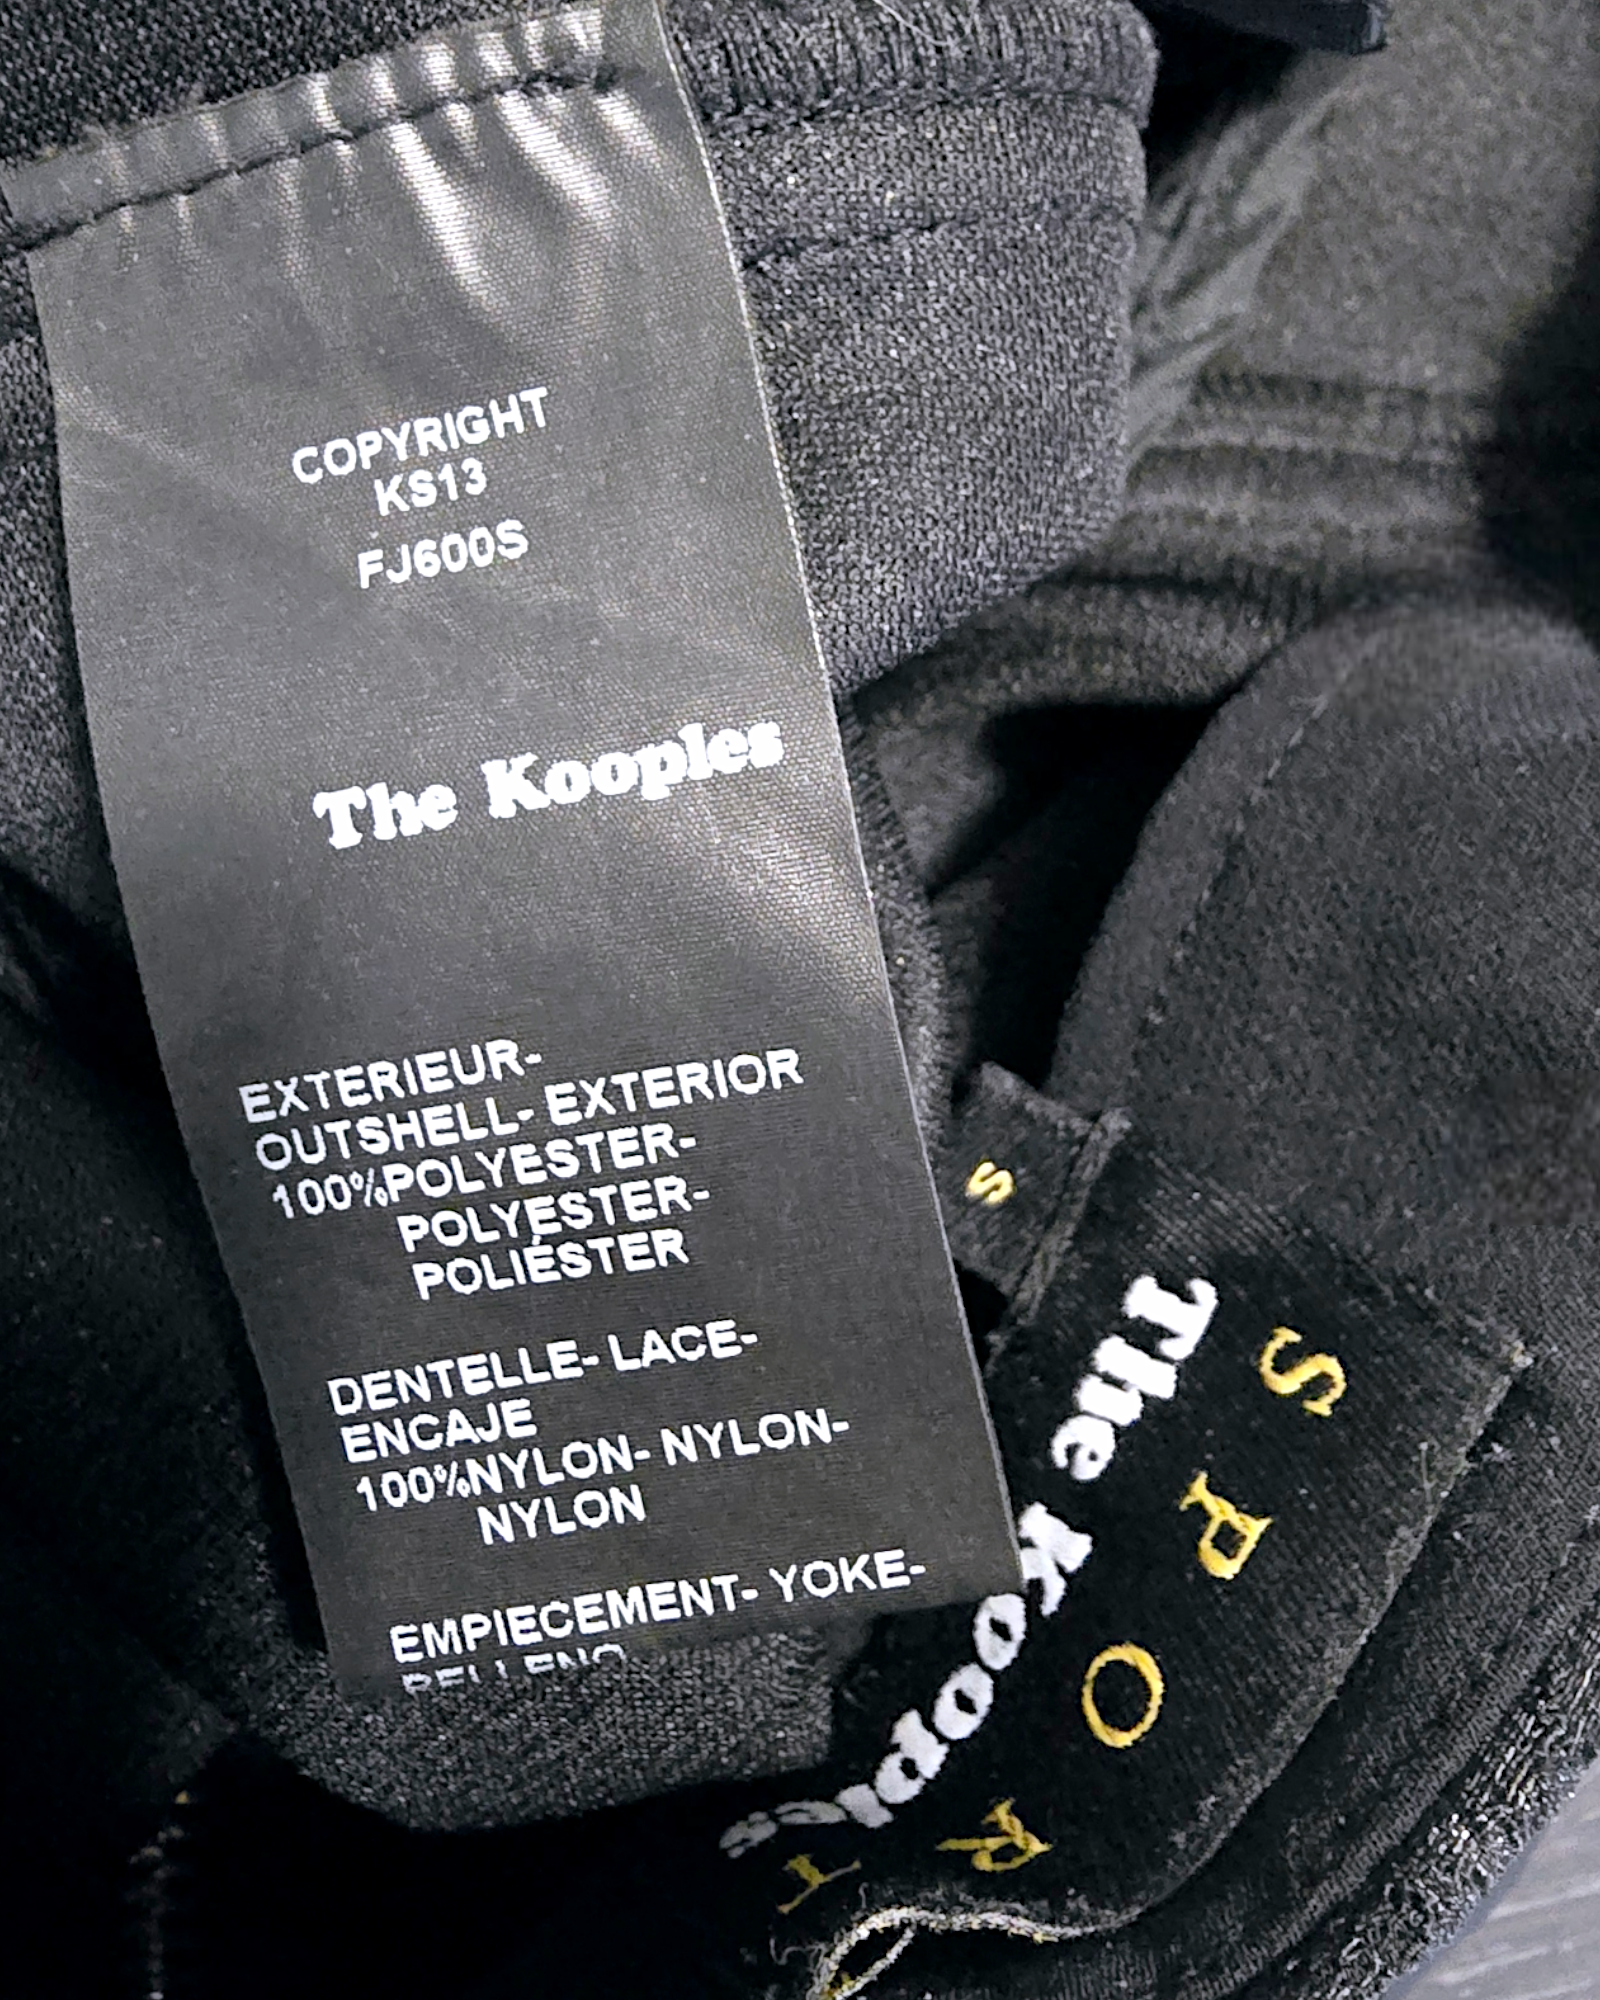 COPYRIGHT
KS13
FJ600S
The Kooples
EXTERIEUR-
OUTSHELL- EXTERIOR
100%POLYESTER-
POLYESTER-
POLIÉSTER
DENTELLE- LACE-
ENCAJE
100%NYLON- NYLON-
NYLON
EMPIECEMENT- YOKE-
RELLENO
S
The Kooples
SPORT